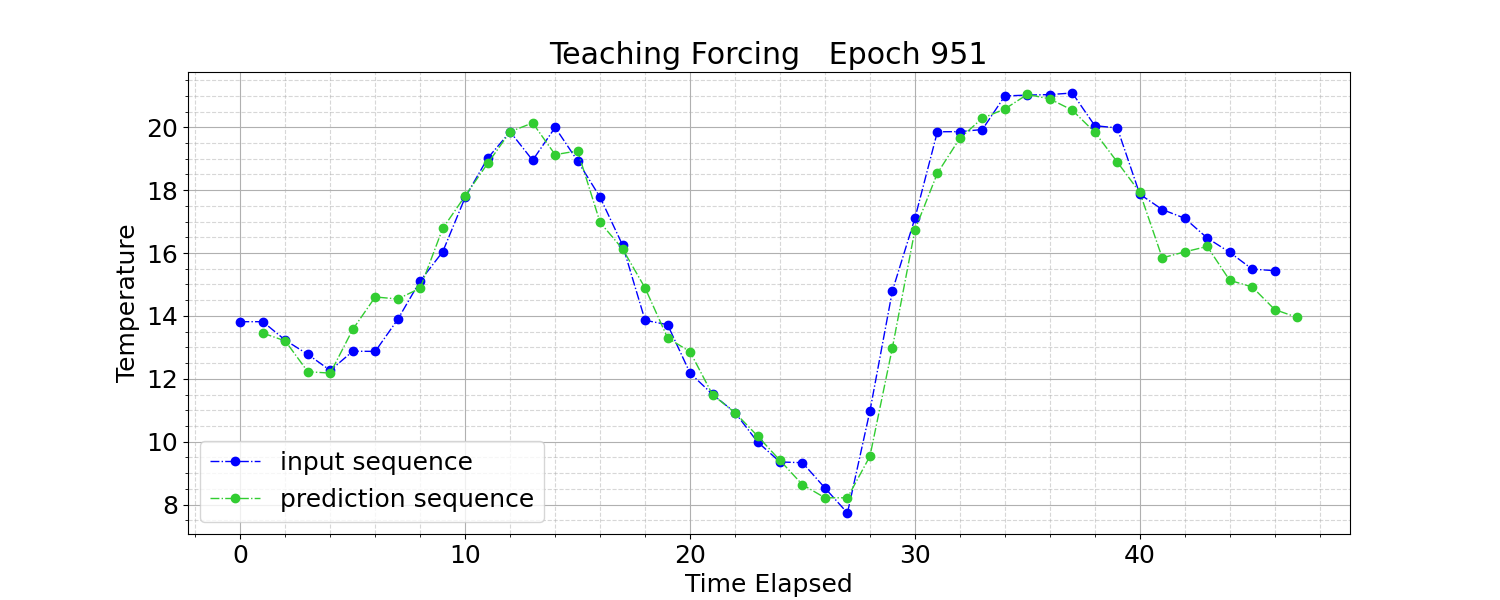 Teaching Forcing   Epoch 951
Temperature
20
18
16
14
12
10
8
input sequence
prediction sequence
0 10 20 30 40
Time Elapsed